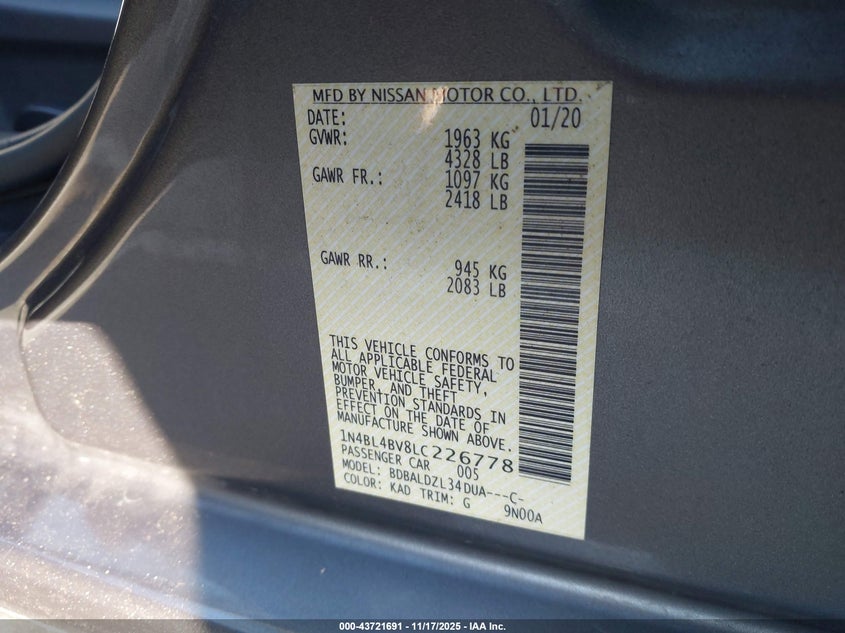 MFD BY NISSAN MOTOR CO., LTD.
DATE: 01/20
GVWR: 1963 KG
4328 LB
GAWR FR.: 1097 KG
2418 LB
GAWR RR.: 945 KG
2083 LB
THIS VEHICLE CONFORMS TO
ALL APPLICABLE FEDERAL
MOTOR VEHICLE SAFETY,
BUMPER, AND THEFT
PREVENTION STANDARDS IN
EFFECT ON THE DATE OF
MANUFACTURE SHOWN ABOVE.
1N4BL4BV8LC226778
PASSENGER CAR 005
MODEL: BDBALDZL34DUA---C-
COLOR: KAD TRIM: G 9N00A
000-43721691 - 11/17/2025 - IAA Inc.